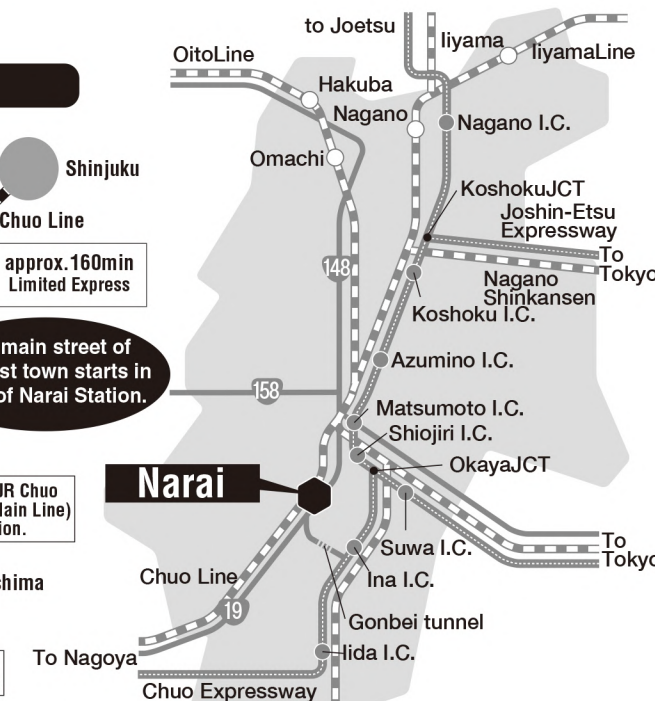 to Joetsu
Iiyama
IiyamaLine
OitoLine
Hakuba
Nagano
Nagano I.C.
Omachi
Shinjuku
KoshokuJCT
Joshin-Etsu
Expressway
Chuo Line
To
Tokyo
approx.160min
Limited Express
148
Nagano
Shinkansen
Koshoku I.C.
main street of
st town starts in
of Narai Station.
Azumino I.C.
158
Matsumoto I.C.
Shiojiri I.C.
OkayaJCT
Narai
JR Chuo
Main Line)
ion.
Suwa I.C.
To
Tokyo
Chuo Line
Ina I.C.
shima
19
Gonbei tunnel
To Nagoya
Iida I.C.
Chuo Expressway